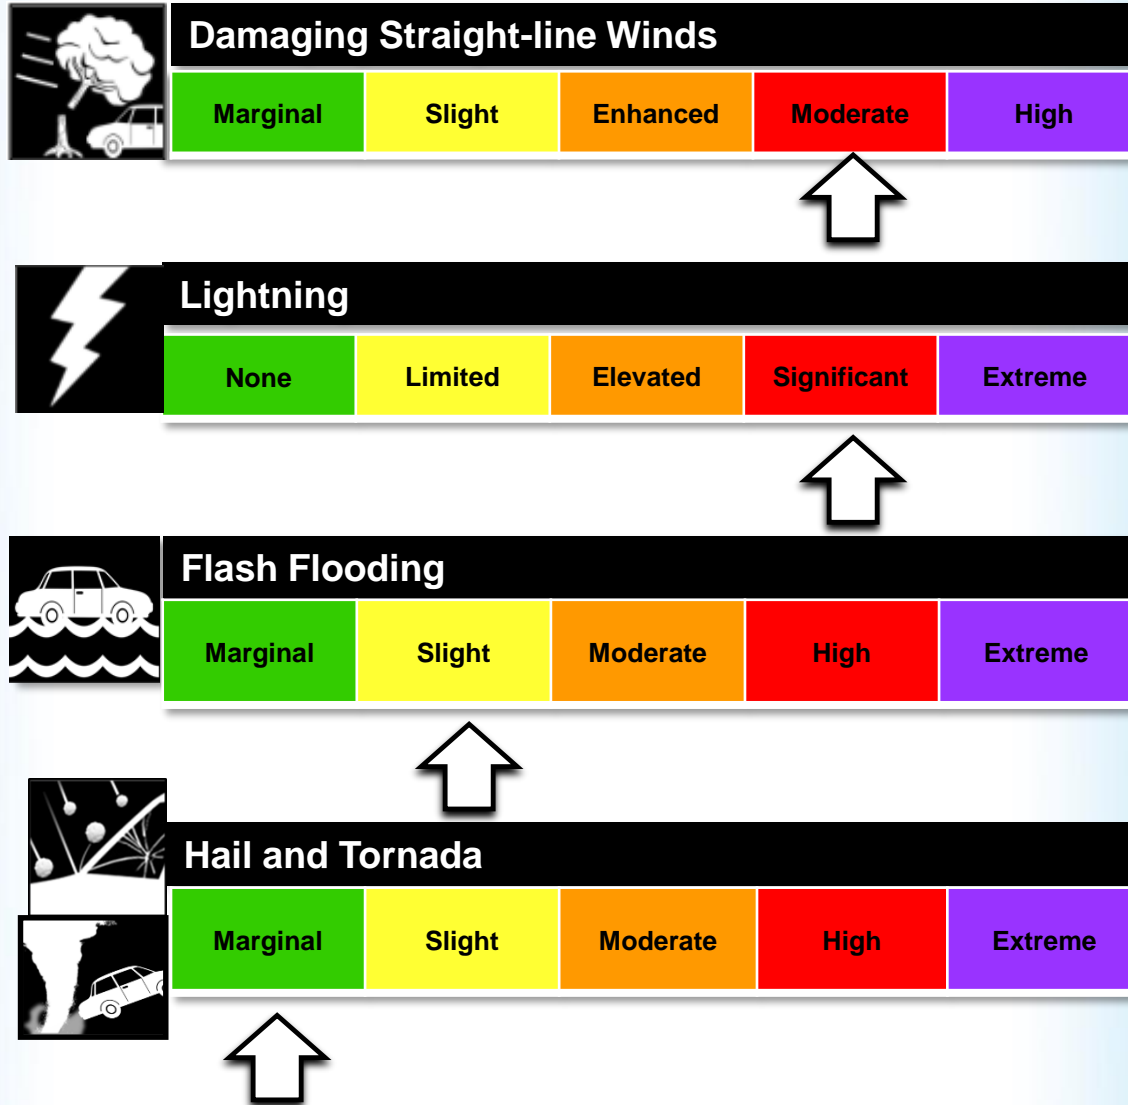 Damaging Straight-line Winds
Marginal Slight Enhanced Moderate High
Lightning
None Limited Elevated Significant Extreme
Flash Flooding
Marginal Slight Moderate High Extreme
Hail and Tornada
Marginal Slight Moderate High Extreme